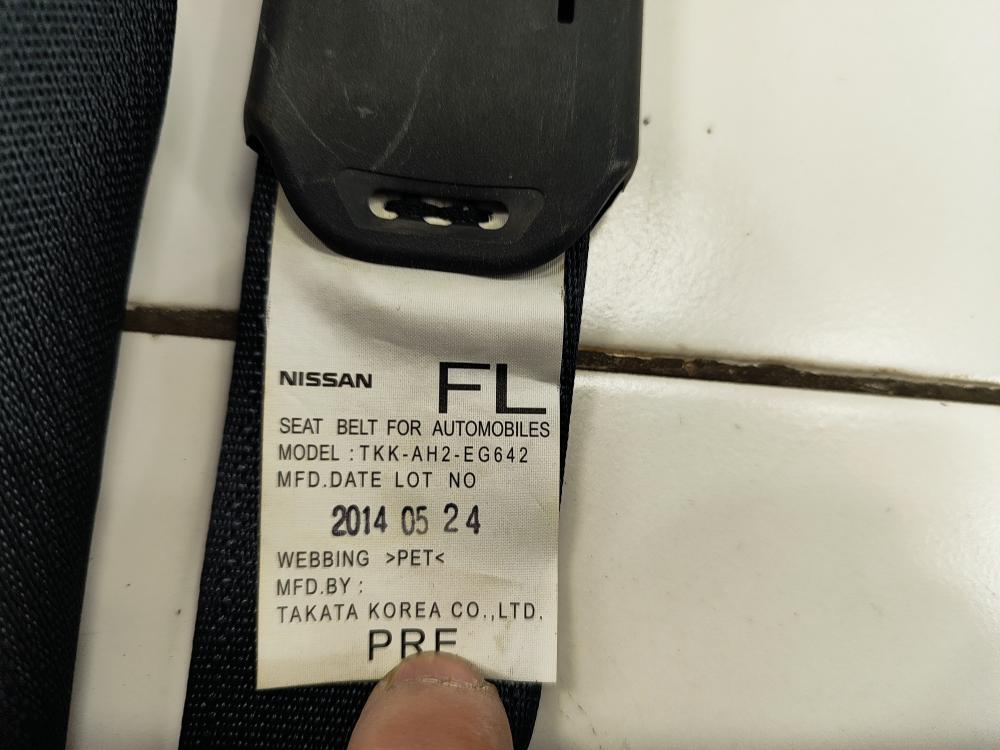 NISSAN FL
SEAT BELT FOR AUTOMOBILES
MODEL : TKK-AH2-EG642
MFD.DATE LOT NO
2014 05 24
WEBBING >PET<
MFD.BY :
TAKATA KOREA CO.,LTD.
PRE